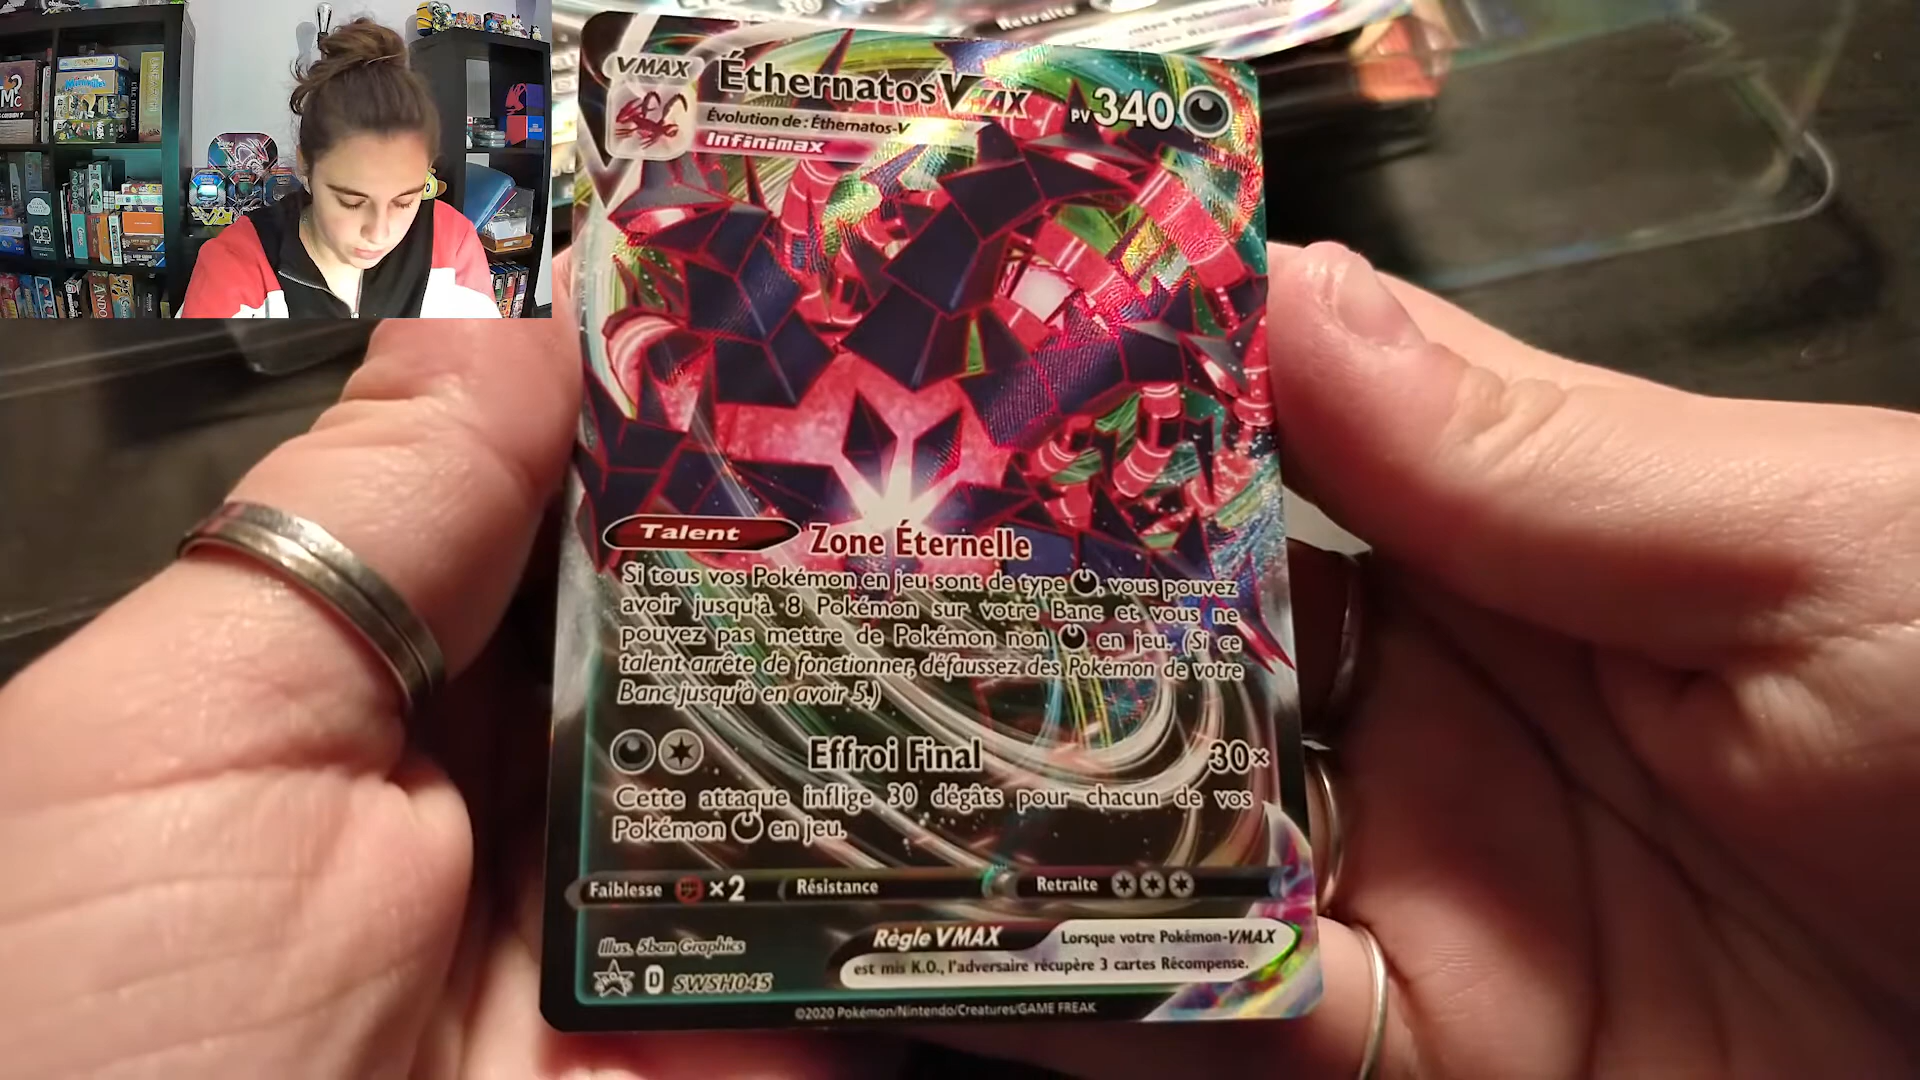 Retraite
VMAX
Éthernatos VMAX
PV 340
Évolution de : Éthernatos-V
Infinimax
Talent Zone Éternelle
Si tous vos Pokémon en jeu sont de type , vous pouvez
avoir jusqu'à 8 Pokémon sur votre Banc et vous ne
pouvez pas mettre de Pokémon non en jeu. (Si ce
talent arrête de fonctionner, défaussez des Pokémon de votre
Banc jusqu'à en avoir 5.)
Effroi Final 30×
Cette attaque inflige 30 dégâts pour chacun de vos
Pokémon en jeu.
Faiblesse ×2 Résistance Retraite
Illus. 5ban Graphics
Règle VMAX Lorsque votre Pokémon-VMAX
est mis K.O., l'adversaire récupère 3 cartes Récompense.
D SWSH045
©2020 Pokémon/Nintendo/Creatures/GAME FREAK